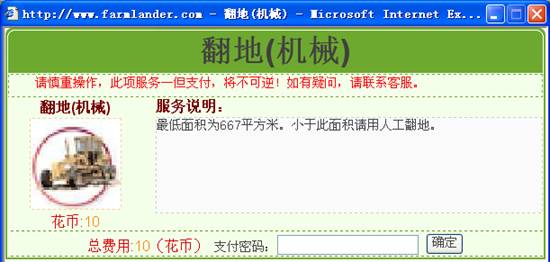 http://www.farmlander.com - 翻地(机械) - Microsoft Internet Ex...
翻地(机械)
请慎重操作，此项服务一但支付，将不可逆！如有疑问，请联系客服。
翻地(机械)
服务说明：
最低面积为667平方米。小于此面积请用人工翻地。
花币:10
总费用:10（花币） 支付密码： 确定